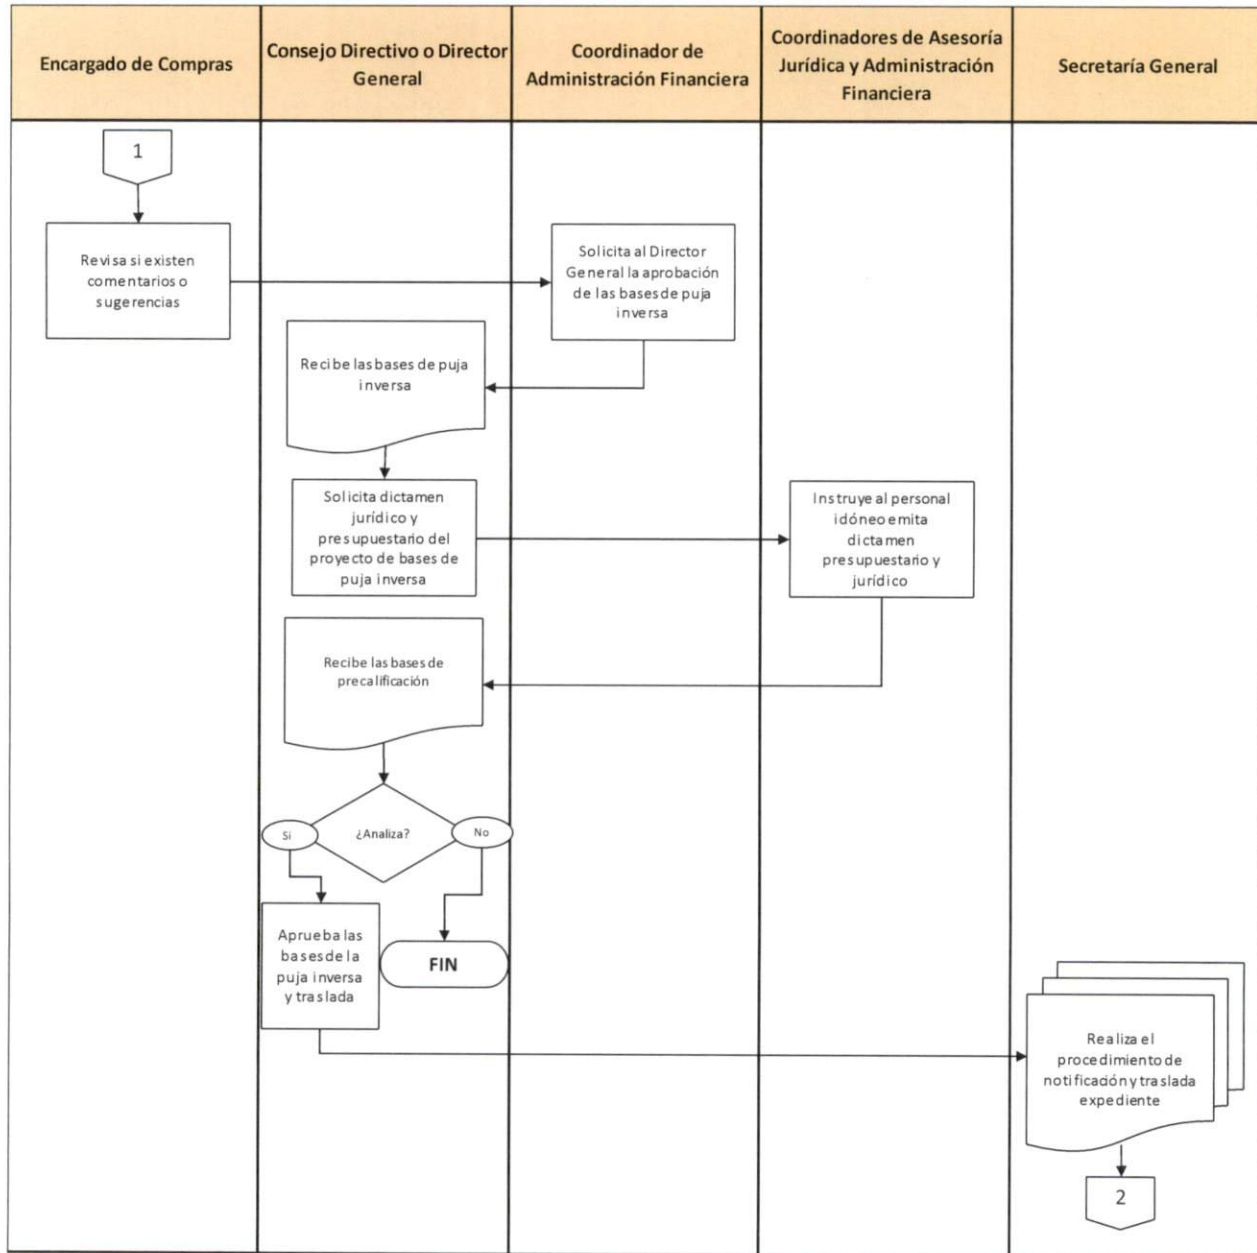 Encargado de Compras
Consejo Directivo o Director
General
Coordinador de
Administración Financiera
Coordinadores de Asesoría
Jurídica y Administración
Financiera
Secretaría General
1
Revisa si existen
comentarios o
sugerencias
Solicita al Director
General la aprobación
de las bases de puja
inversa
Recibe las bases de puja
inversa
Solicita dictamen
jurídico y
presupuestario del
proyecto de bases de
puja inversa
Instruye al personal
idóneo emita
dictamen
presupuestario y
jurídico
Recibe las bases de
precalificación
Si
¿Analiza?
No
Aprueba las
bases de la
puja inversa
y traslada
FIN
Realiza el
procedimiento de
notificación y traslada
expediente
2